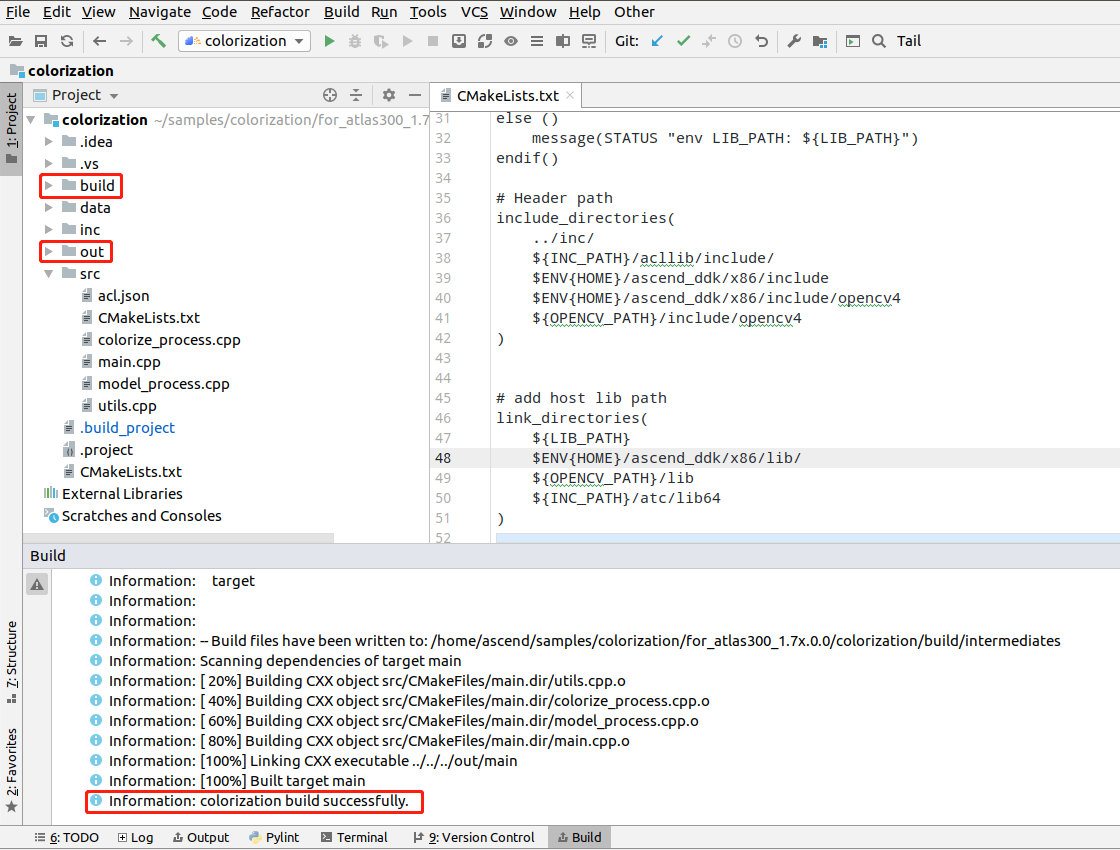 File Edit View Navigate Code Refactor Build Run Tools VCS Window Help Other
colorization Git: Tail
colorization
1: Project
Project
CMakeLists.txt
colorization ~/samples/colorization/for_atlas300_1.7
.idea
.vs
build
data
inc
out
src
acl.json
CMakeLists.txt
colorize_process.cpp
main.cpp
model_process.cpp
utils.cpp
.build_project
.project
CMakeLists.txt
External Libraries
Scratches and Consoles
31 else ()
32 message(STATUS "env LIB_PATH: ${LIB_PATH}")
33 endif()
34
35 # Header path
36 include_directories(
37 ../inc/
38 ${INC_PATH}/acllib/include/
39 $ENV{HOME}/ascend_ddk/x86/include
40 $ENV{HOME}/ascend_ddk/x86/include/opencv4
41 ${OPENCV_PATH}/include/opencv4
42 )
43
44
45 # add host lib path
46 link_directories(
47 ${LIB_PATH}
48 $ENV{HOME}/ascend_ddk/x86/lib/
49 ${OPENCV_PATH}/lib
50 ${INC_PATH}/atc/lib64
51 )
52
Build
Information: target
Information:
Information:
Information: -- Build files have been written to: /home/ascend/samples/colorization/for_atlas300_1.7x.0.0/colorization/build/intermediates
Information: Scanning dependencies of target main
Information: [ 20%] Building CXX object src/CMakeFiles/main.dir/utils.cpp.o
Information: [ 40%] Building CXX object src/CMakeFiles/main.dir/colorize_process.cpp.o
Information: [ 60%] Building CXX object src/CMakeFiles/main.dir/model_process.cpp.o
Information: [ 80%] Building CXX object src/CMakeFiles/main.dir/main.cpp.o
Information: [100%] Linking CXX executable ../../../out/main
Information: [100%] Built target main
Information: colorization build successfully.
7: Structure
2: Favorites
6: TODO Log Output Pylint Terminal 9: Version Control Build